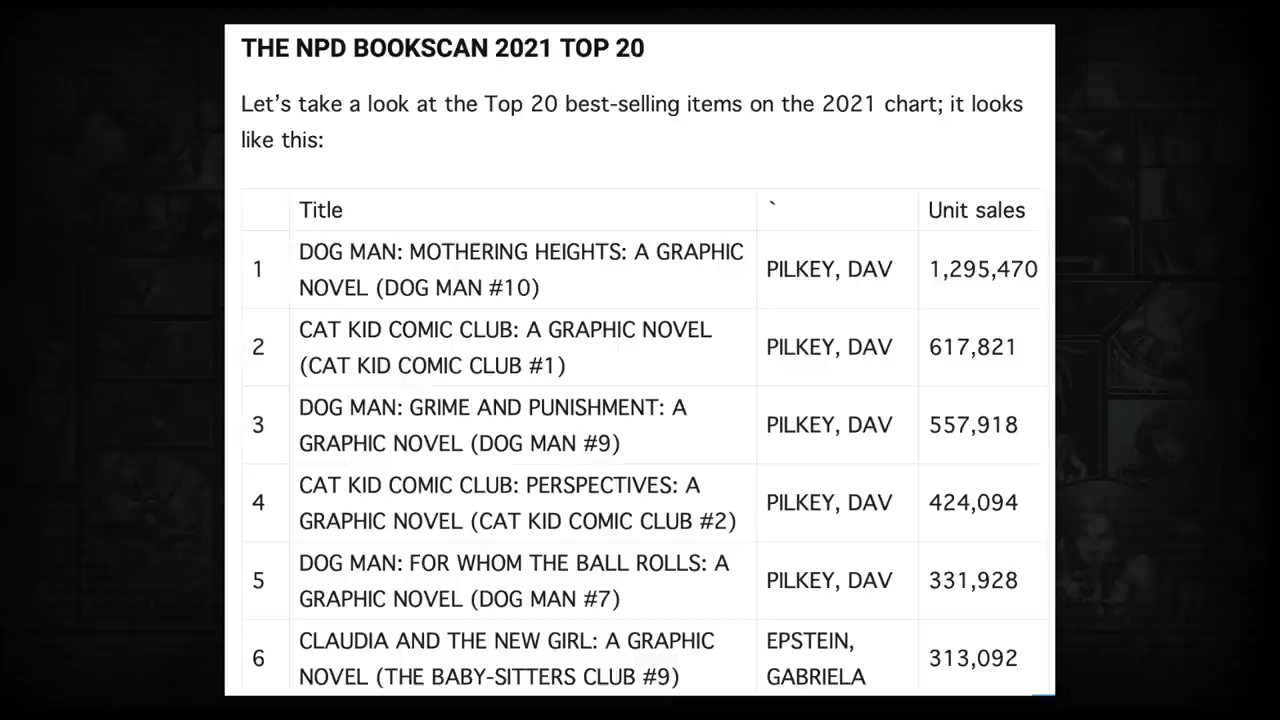 THE NPD BOOKSCAN 2021 TOP 20
Let’s take a look at the Top 20 best-selling items on the 2021 chart; it looks
like this:
Title ` Unit sales
1 DOG MAN: MOTHERING HEIGHTS: A GRAPHIC
NOVEL (DOG MAN #10) PILKEY, DAV 1,295,470
2 CAT KID COMIC CLUB: A GRAPHIC NOVEL
(CAT KID COMIC CLUB #1) PILKEY, DAV 617,821
3 DOG MAN: GRIME AND PUNISHMENT: A
GRAPHIC NOVEL (DOG MAN #9) PILKEY, DAV 557,918
4 CAT KID COMIC CLUB: PERSPECTIVES: A
GRAPHIC NOVEL (CAT KID COMIC CLUB #2) PILKEY, DAV 424,094
5 DOG MAN: FOR WHOM THE BALL ROLLS: A
GRAPHIC NOVEL (DOG MAN #7) PILKEY, DAV 331,928
6 CLAUDIA AND THE NEW GIRL: A GRAPHIC
NOVEL (THE BABY-SITTERS CLUB #9) EPSTEIN,
GABRIELA 313,092